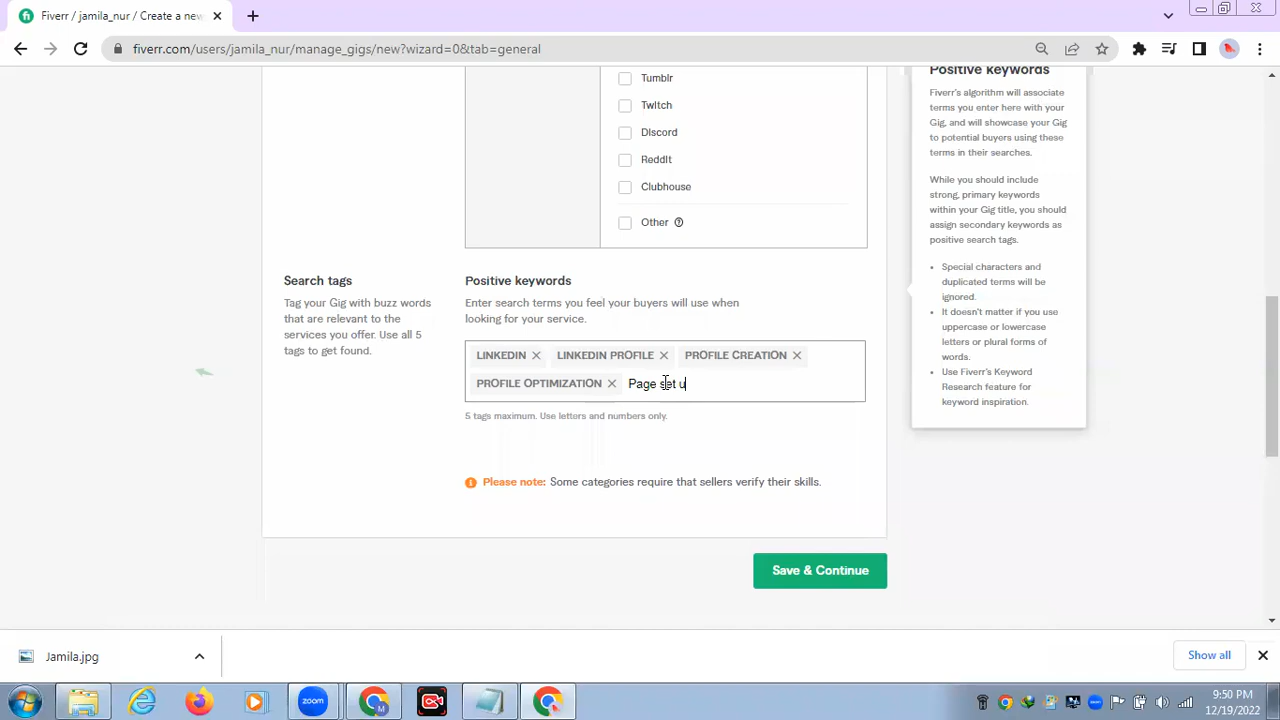 Fiverr / jamila_nur / Create a new
fiverr.com/users/jamila_nur/manage_gigs/new?wizard=0&tab=general
Tumblr
Twitch
Discord
Reddit
Clubhouse
Other
Search tags
Tag your Gig with buzz words
that are relevant to the
services you offer. Use all 5
tags to get found.
Positive keywords
Enter search terms you feel your buyers will use when
looking for your service.
LINKEDIN
LINKEDIN PROFILE
PROFILE CREATION
PROFILE OPTIMIZATION
Page set u
5 tags maximum. Use letters and numbers only.
Please note: Some categories require that sellers verify their skills.
Save & Continue
Positive keywords
Fiverr's algorithm will associate
terms you enter here with your
Gig, and will showcase your Gig
to potential buyers using these
terms in their searches.
While you should include
strong, primary keywords
within your Gig title, you should
assign secondary keywords as
positive search tags.
• Special characters and
duplicated terms will be
ignored.
• It doesn't matter if you use
uppercase or lowercase
letters or plural forms of
words.
• Use Fiverr's Keyword
Research feature for
keyword inspiration.
Jamila.jpg
Show all
zoom
M
9:50 PM
12/19/2022